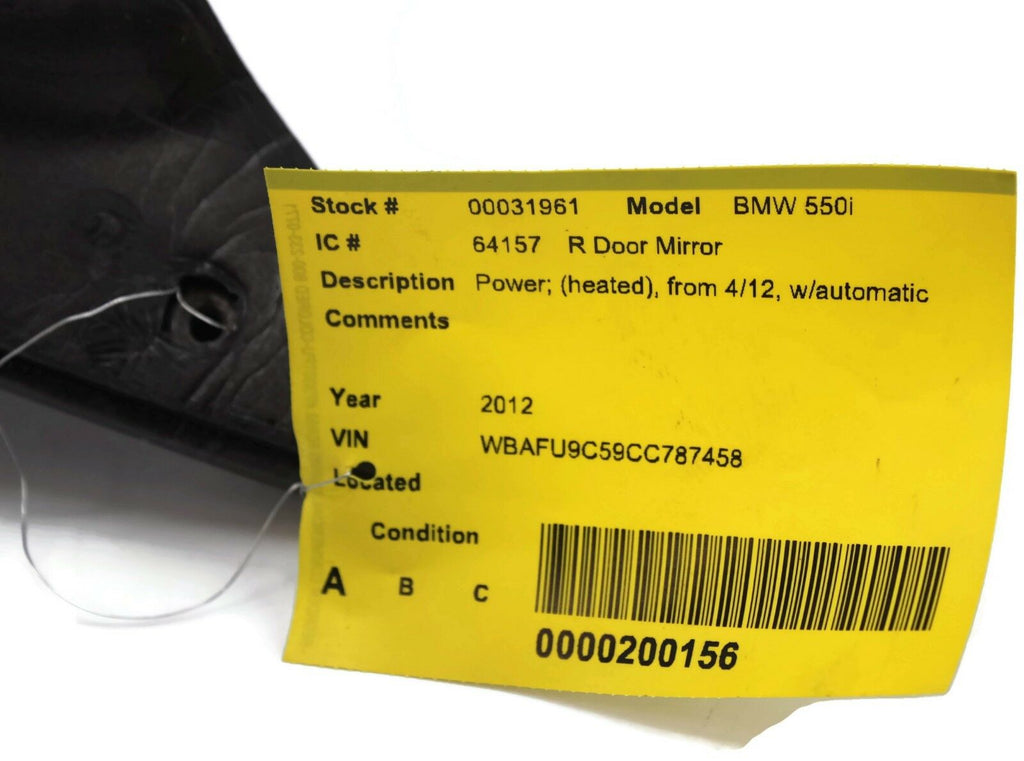 Stock # 00031961 Model BMW 550i
IC # 64157 R Door Mirror
Description Power; (heated), from 4/12, w/automatic
Comments
Year 2012
VIN WBAFU9C59CC787458
Located
Condition
A B C
0000200156